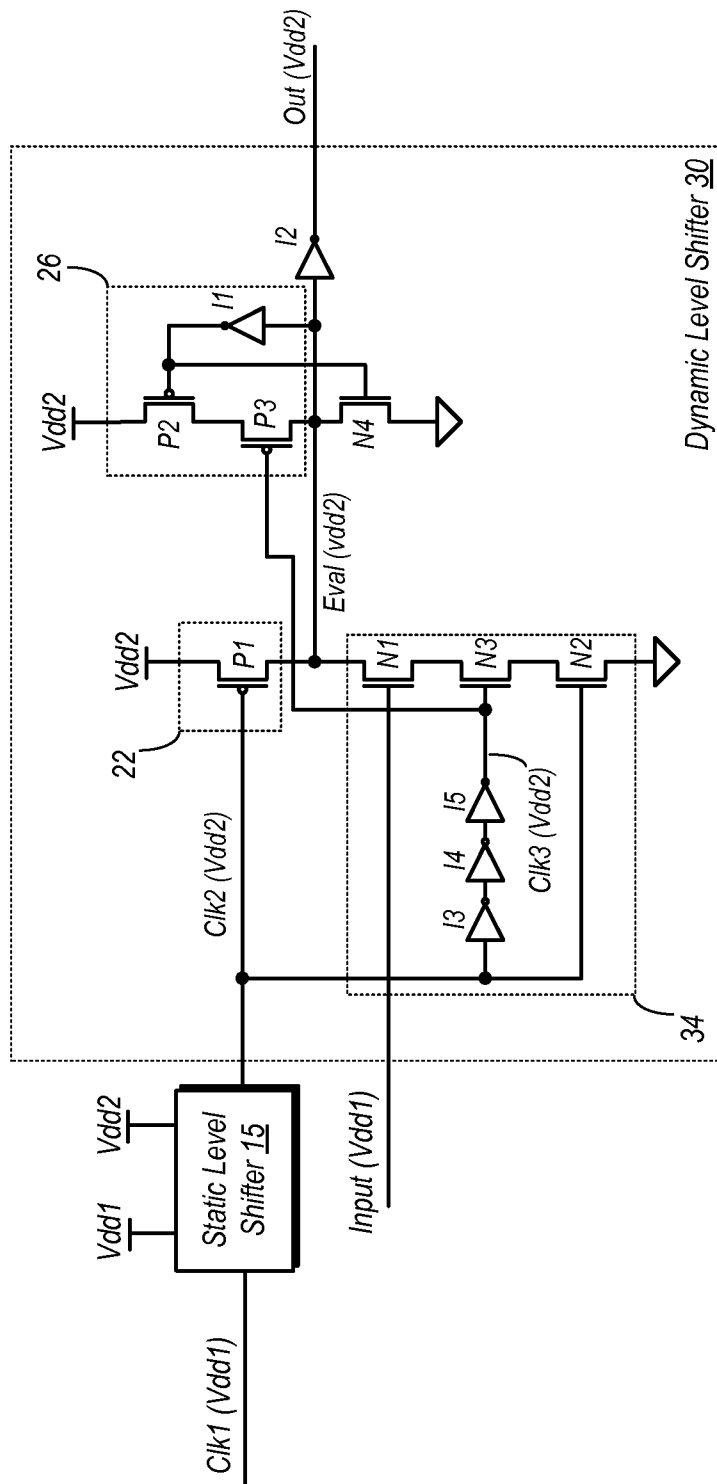 Clk1 (Vdd1)
Vdd1
Vdd2
Static Level
Shifter 15
Clk2 (Vdd2)
22
Vdd2
P1
Input (Vdd1)
34
I3
I4
I5
Clk3 (Vdd2)
N1
N3
N2
Eval (vdd2)
26
Vdd2
P2
P3
I1
N4
I2
Out (Vdd2)
Dynamic Level Shifter 30